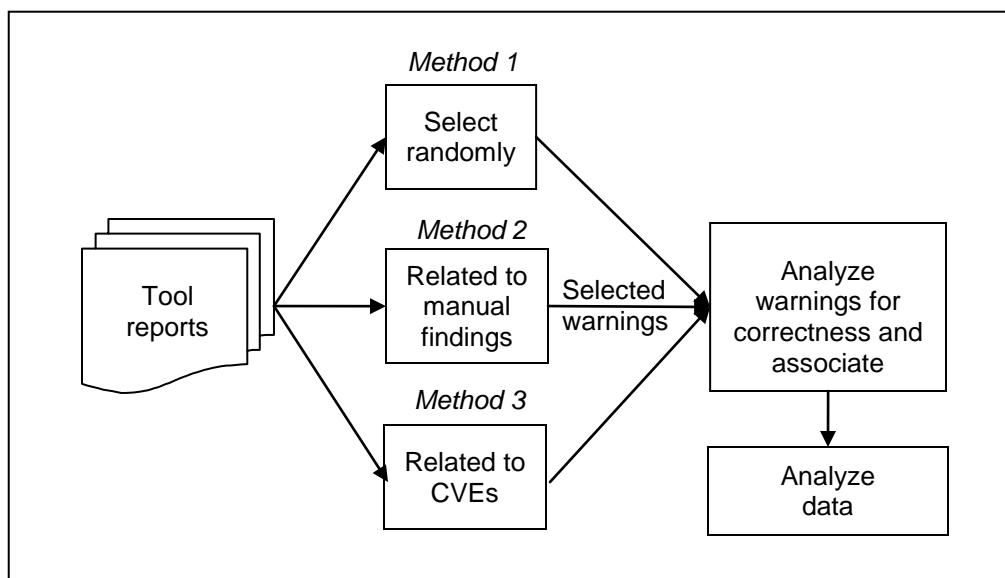 Method 1
Select
randomly
Method 2
Related to
manual
findings
Method 3
Related to
CVEs
Tool
reports
Selected
warnings
Analyze
warnings for
correctness and
associate
Analyze
data